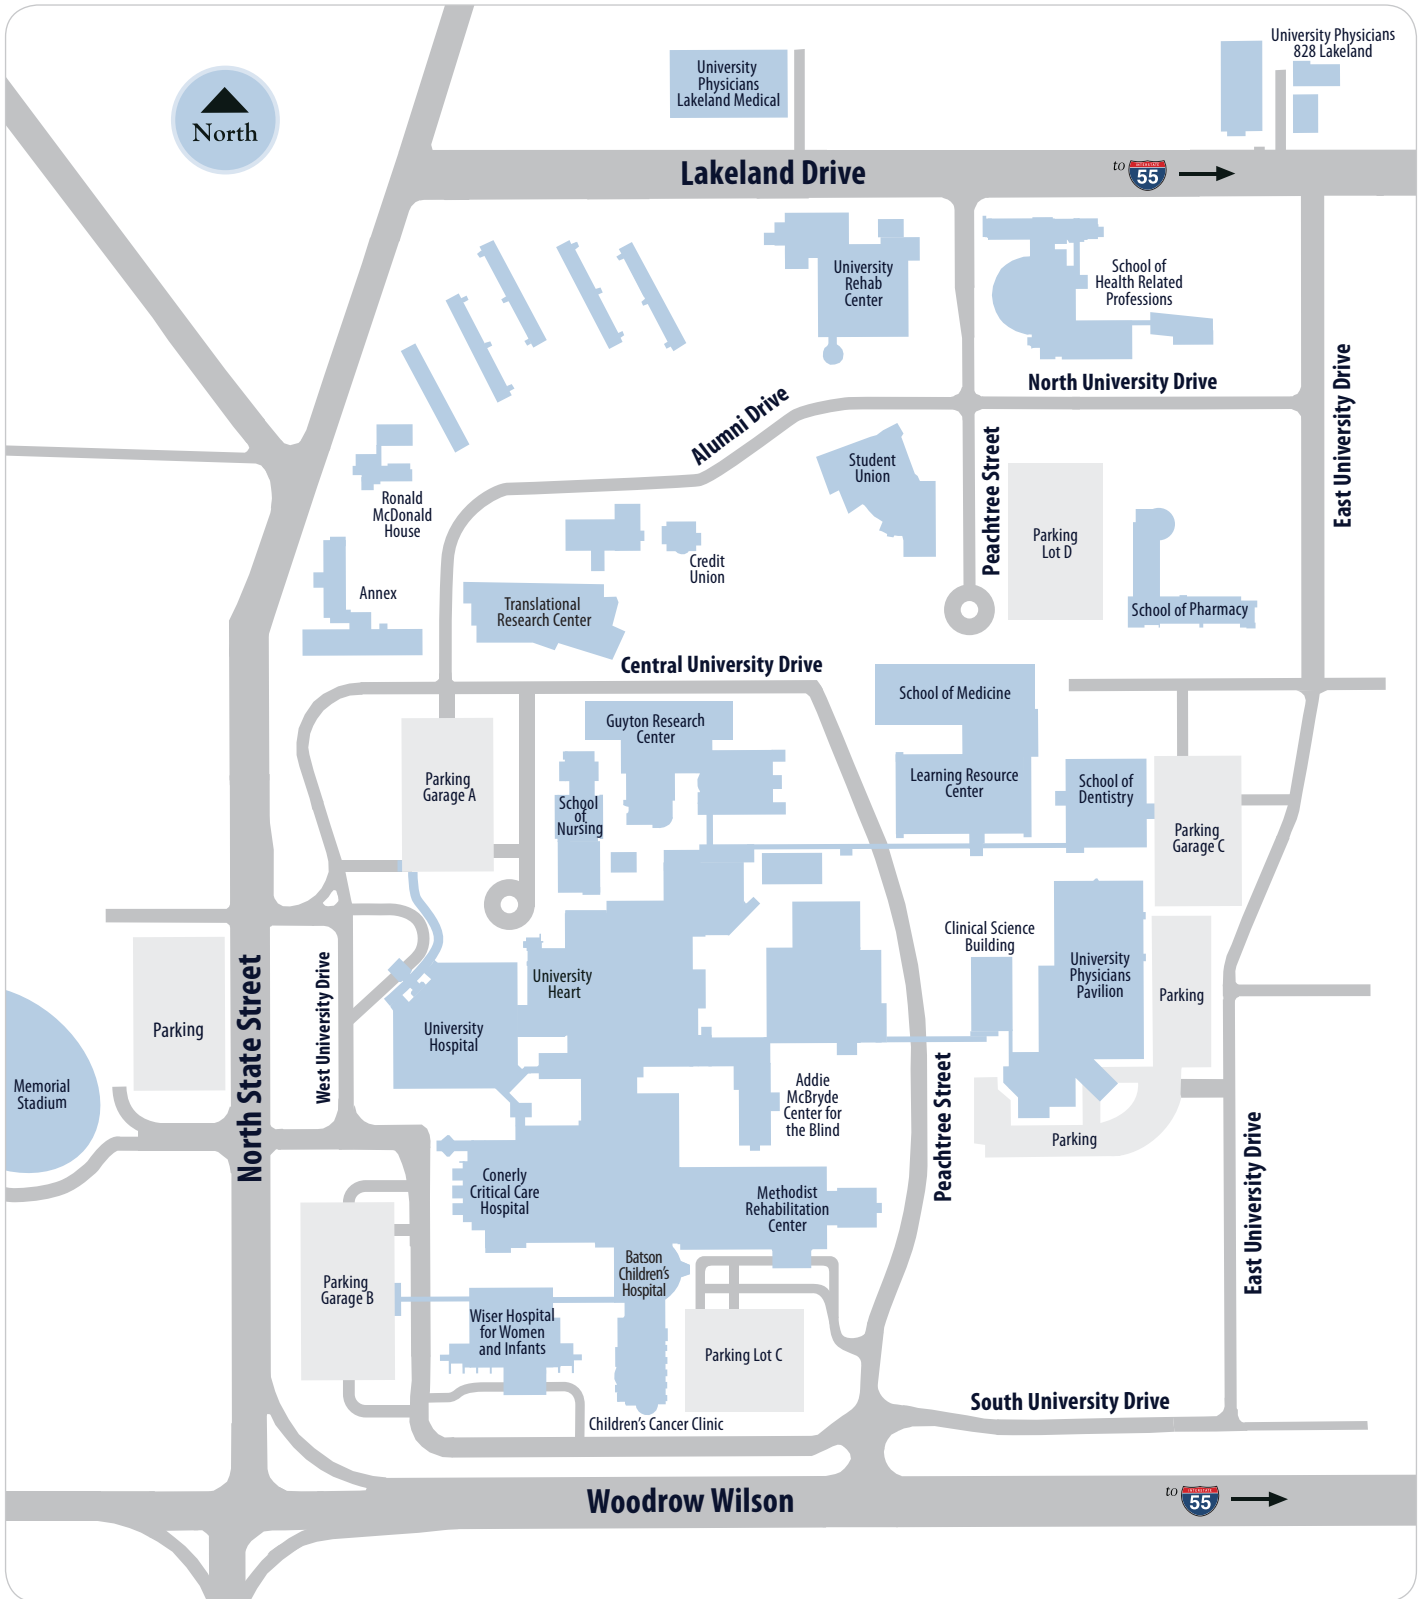 University Physicians
828 Lakeland
University
Physicians
Lakeland Medical
North
Lakeland Drive
to
INTERSTATE
55
University
Rehab
Center
School of
Health Related
Professions
North University Drive
East University Drive
Alumni Drive
Student
Union
Peachtree Street
Parking
Lot D
Ronald
McDonald
House
Annex
Credit
Union
Translational
Research Center
School of Pharmacy
Central University Drive
School of Medicine
Guyton Research
Center
Parking
Garage A
School
of
Nursing
Learning Resource
Center
School of
Dentistry
Parking
Garage C
Clinical Science
Building
University
Physicians
Pavilion
Parking
University
Heart
University
Hospital
Parking
North State Street
West University Drive
Memorial
Stadium
Addie
McBryde
Center for
the Blind
Peachtree Street
Parking
East University Drive
Conerly
Critical Care
Hospital
Methodist
Rehabilitation
Center
Batson
Children's
Hospital
Parking
Garage B
Wiser Hospital
for Women
and Infants
Parking Lot C
Children's Cancer Clinic
South University Drive
Woodrow Wilson
to
INTERSTATE
55